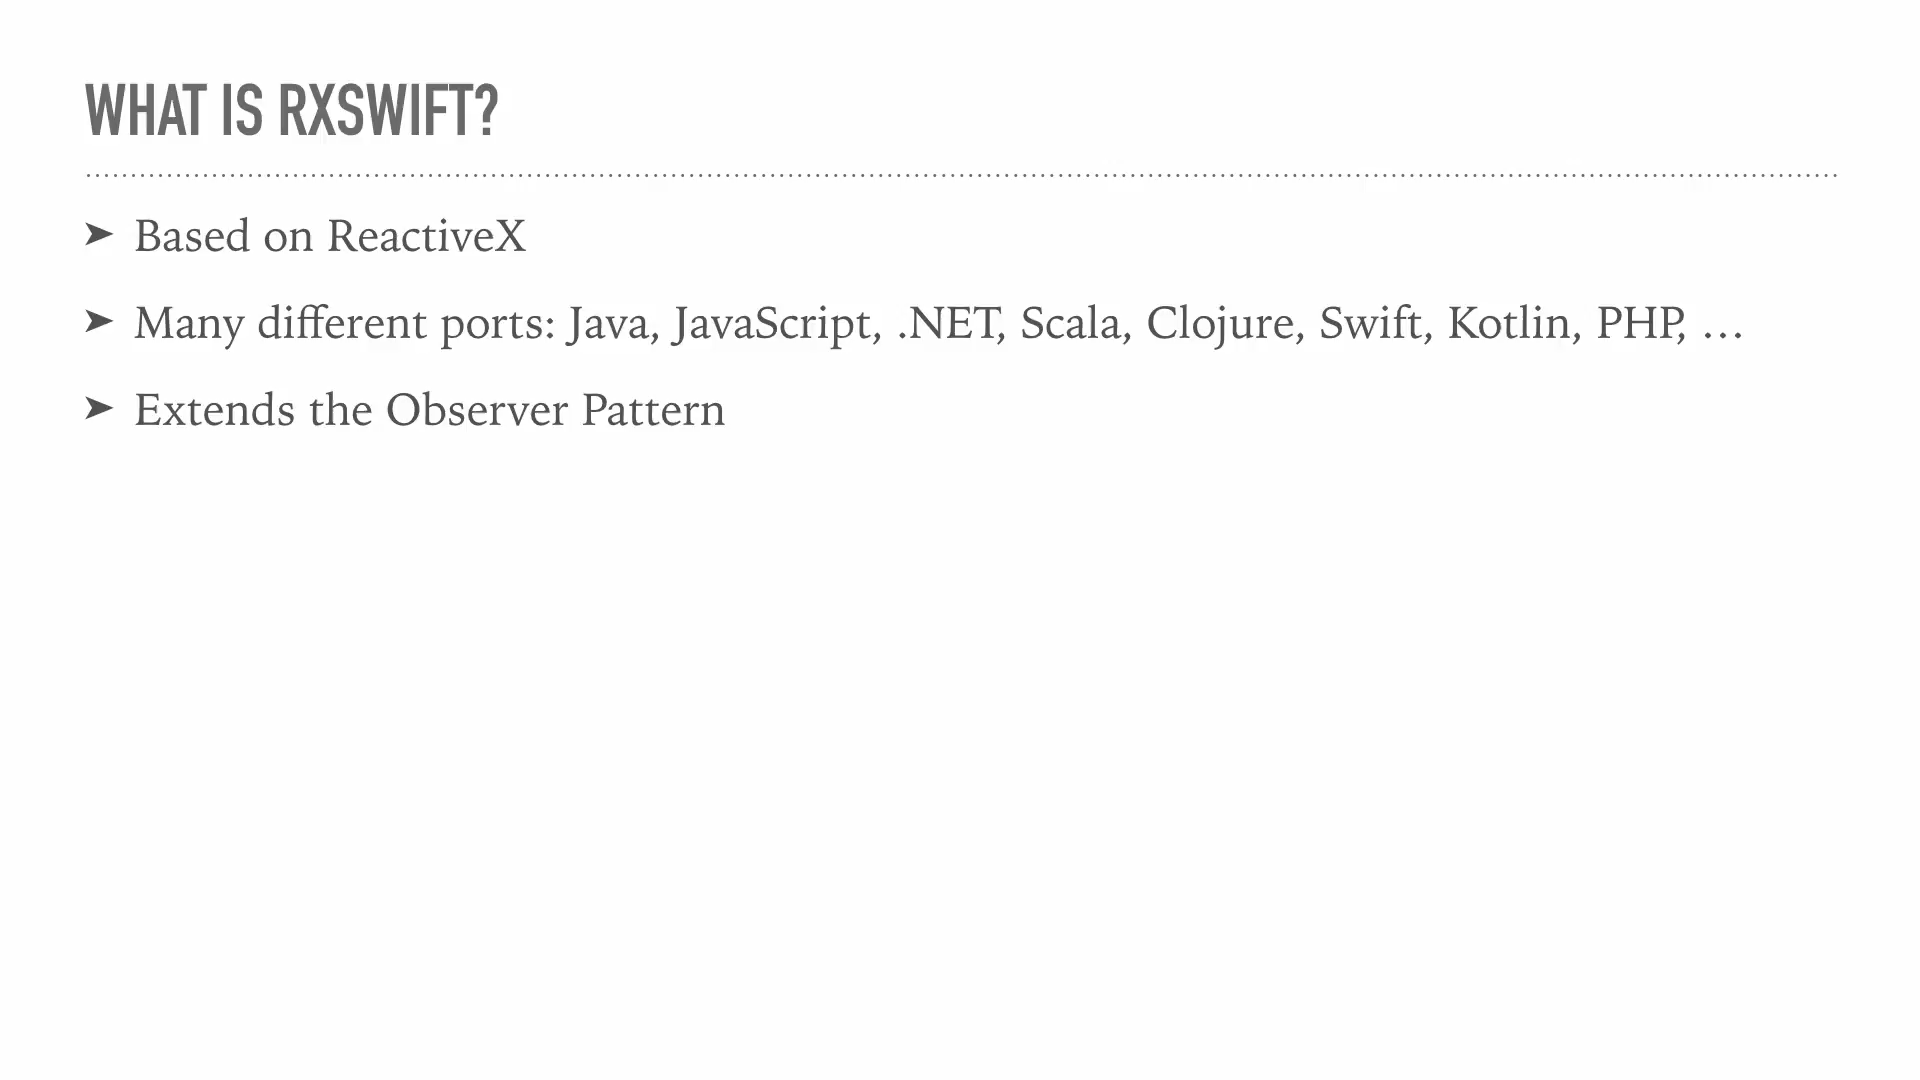 WHAT IS RXSWIFT?
➤ Based on ReactiveX
➤ Many different ports: Java, JavaScript, .NET, Scala, Clojure, Swift, Kotlin, PHP, …
➤ Extends the Observer Pattern